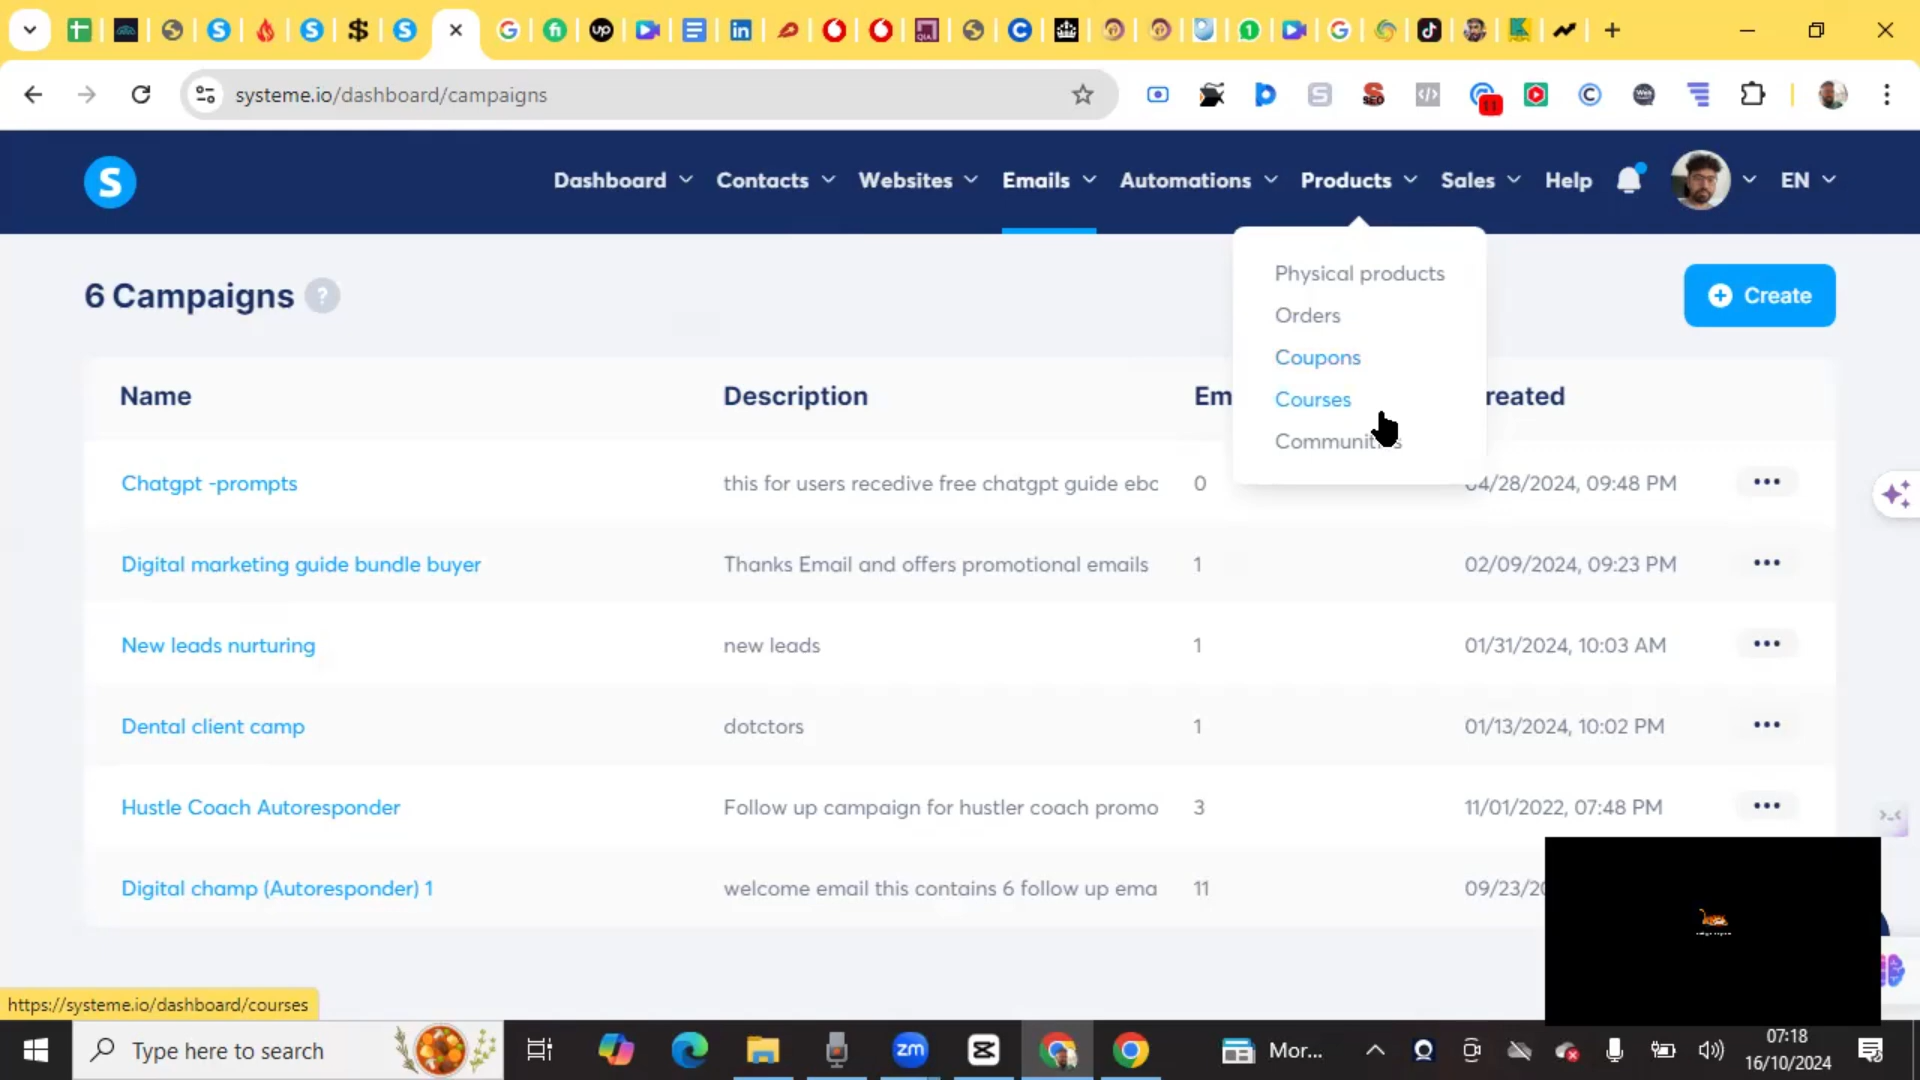 systeme.io/dashboard/campaigns
11
S
Dashboard
Contacts
Websites
Emails
Automations
Products
Sales
Help
EN
Physical products
Orders
Coupons
Courses
6 Campaigns ?
Create
Name
Description
Em
reated
Chatgpt -prompts
this for users recedive free chatgpt guide ebc
0
04/28/2024, 09:48 PM
Digital marketing guide bundle buyer
Thanks Email and offers promotional emails
1
02/09/2024, 09:23 PM
New leads nurturing
new leads
1
01/31/2024, 10:03 AM
Dental client camp
dotctors
1
01/13/2024, 10:02 PM
Hustle Coach Autoresponder
Follow up campaign for hustler coach promo
3
11/01/2022, 07:48 PM
Digital champ (Autoresponder) 1
welcome email this contains 6 follow up ema
11
09/23/20
https://systeme.io/dashboard/courses
Type here to search
zm
Mor...
07:18
16/10/2024